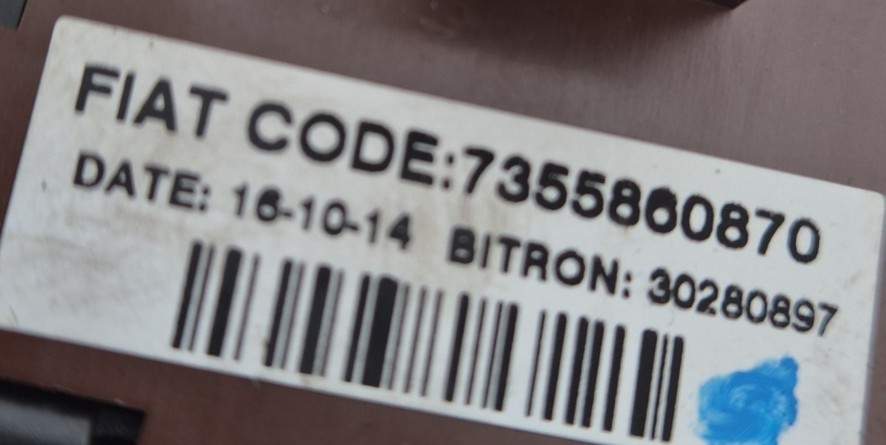 FIAT CODE:7355860870
DATE: 16-10-14 BITRON: 30280897